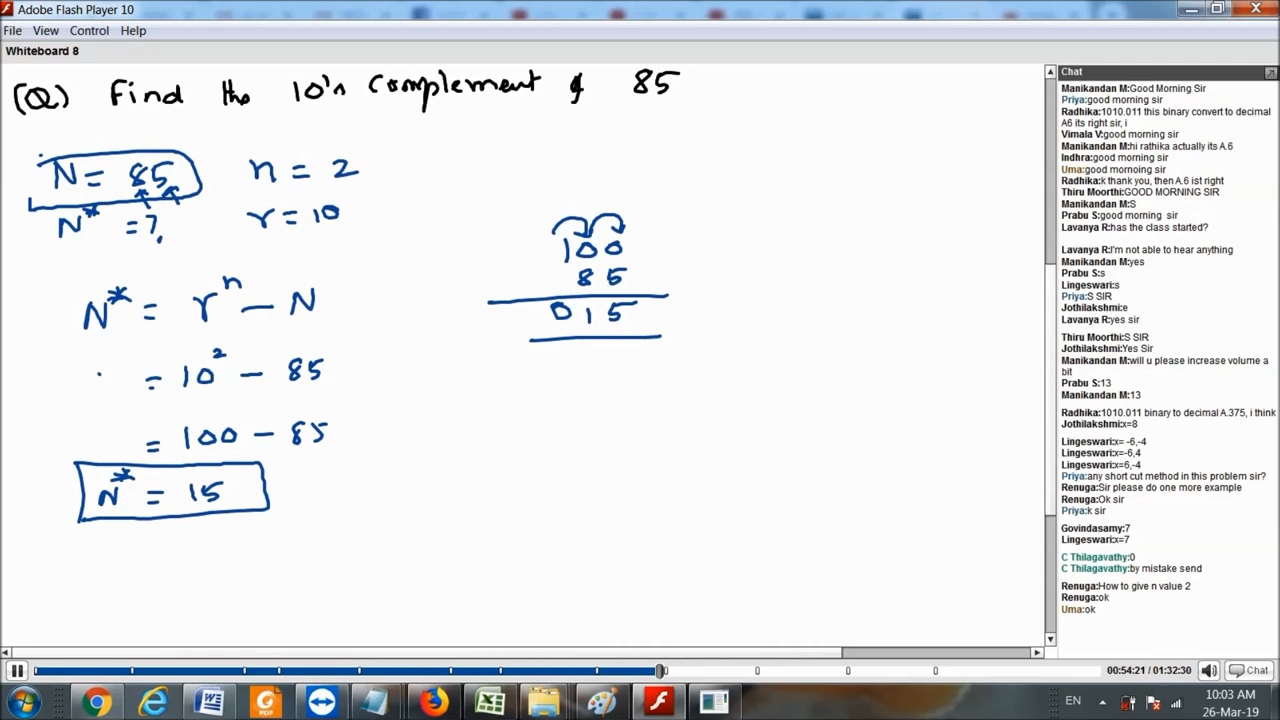 Adobe Flash Player 10
File View Control Help
Whiteboard 8
(Q) Find the 10's complement of 85
N = 85 n = 2
N* = ? r = 10
N* = r^n - N
= 10^2 - 85
= 100 - 85
N* = 15
100
85
015
Chat
Manikandan M:Good Morning Sir
Priya:good morning sir
Radhika:1010.011 this binary convert to decimal
A6 its right sir, i
Vimala V:good morning sir
Manikandan M:hi rathika actually its A.6
Indhra:good morning sir
Uma:good mornoing sir
Radhika:k thank you, then A.6 ist right
Thiru Moorthi:GOOD MORNING SIR
Manikandan M:S
Prabu S:good morning sir
Lavanya R:has the class started?
Lavanya R:I'm not able to hear anything
Manikandan M:yes
Prabu S:s
Lingeswari:s
Priya:S SIR
Jothilakshmi:e
Lavanya R:yes sir
Thiru Moorthi:S SIR
Jothilakshmi:Yes Sir
Manikandan M:will u please increase volume a
bit
Prabu S:13
Manikandan M:13
Radhika:1010.011 binary to decimal A.375, i think
Jothilakshmi:x=8
Lingeswari:x= -6,-4
Lingeswari:x=-6,4
Lingeswari:x=6,-4
Priya:any short cut method in this problem sir?
Renuga:Sir please do one more example
Renuga:Ok sir
Priya:k sir
Govindasamy:7
Lingeswari:x=7
C Thilagavathy:0
C Thilagavathy:by mistake send
Renuga:How to give n value 2
Renuga:ok
Uma:ok
00:54:21 / 01:32:30 Chat
EN 10:03 AM
26-Mar-19